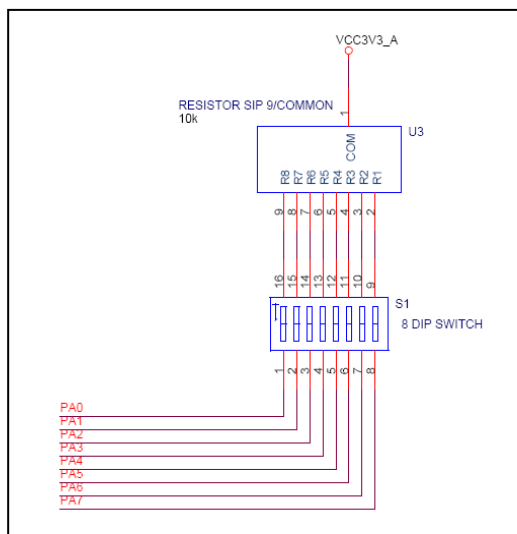 VCC3V3_A
1
RESISTOR SIP 9/COMMON
10k
U3
COM
R8 R7 R6 R5 R4 R3 R2 R1
9 8 7 6 5 4 3 2
16 15 14 13 12 11 10 9
S1
8 DIP SWITCH
1 2 3 4 5 6 7 8
PA0
PA1
PA2
PA3
PA4
PA5
PA6
PA7